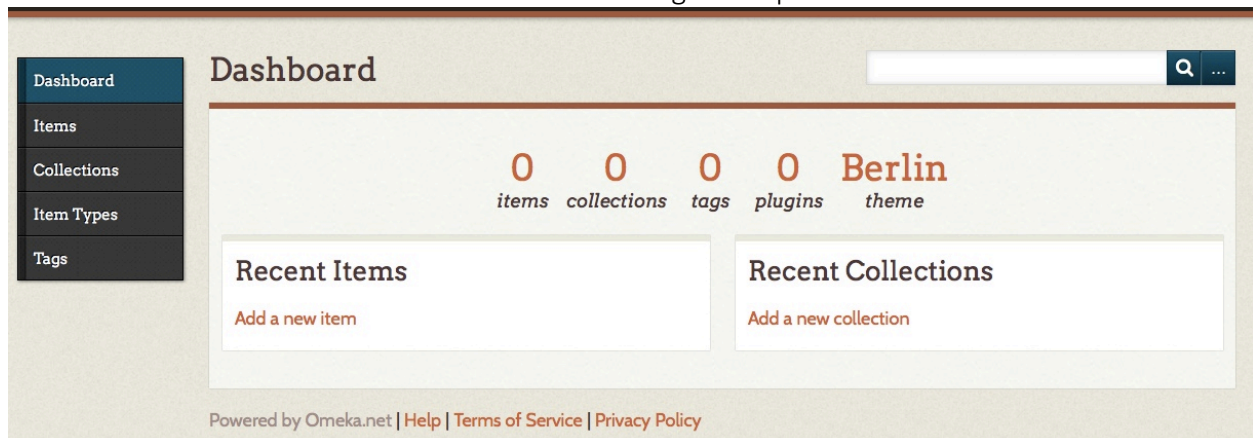 Dashboard
Items
Collections
Item Types
Tags
Dashboard
...
0 0 0 0 Berlin
items collections tags plugins theme
Recent Items
Add a new item
Recent Collections
Add a new collection
Powered by Omeka.net | Help | Terms of Service | Privacy Policy